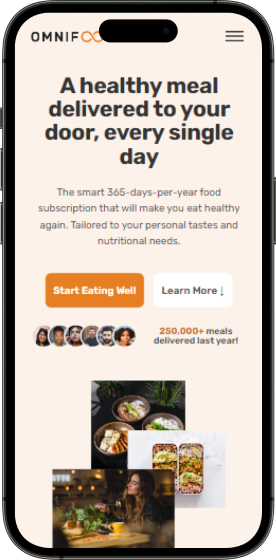 OMNIF
A healthy meal
delivered to your
door, every single
day
The smart 365-days-per-year food
subscription that will make you eat healthy
again. Tailored to your personal tastes and
nutritional needs.
Start Eating Well
Learn More ↓
250,000+ meals
delivered last year!